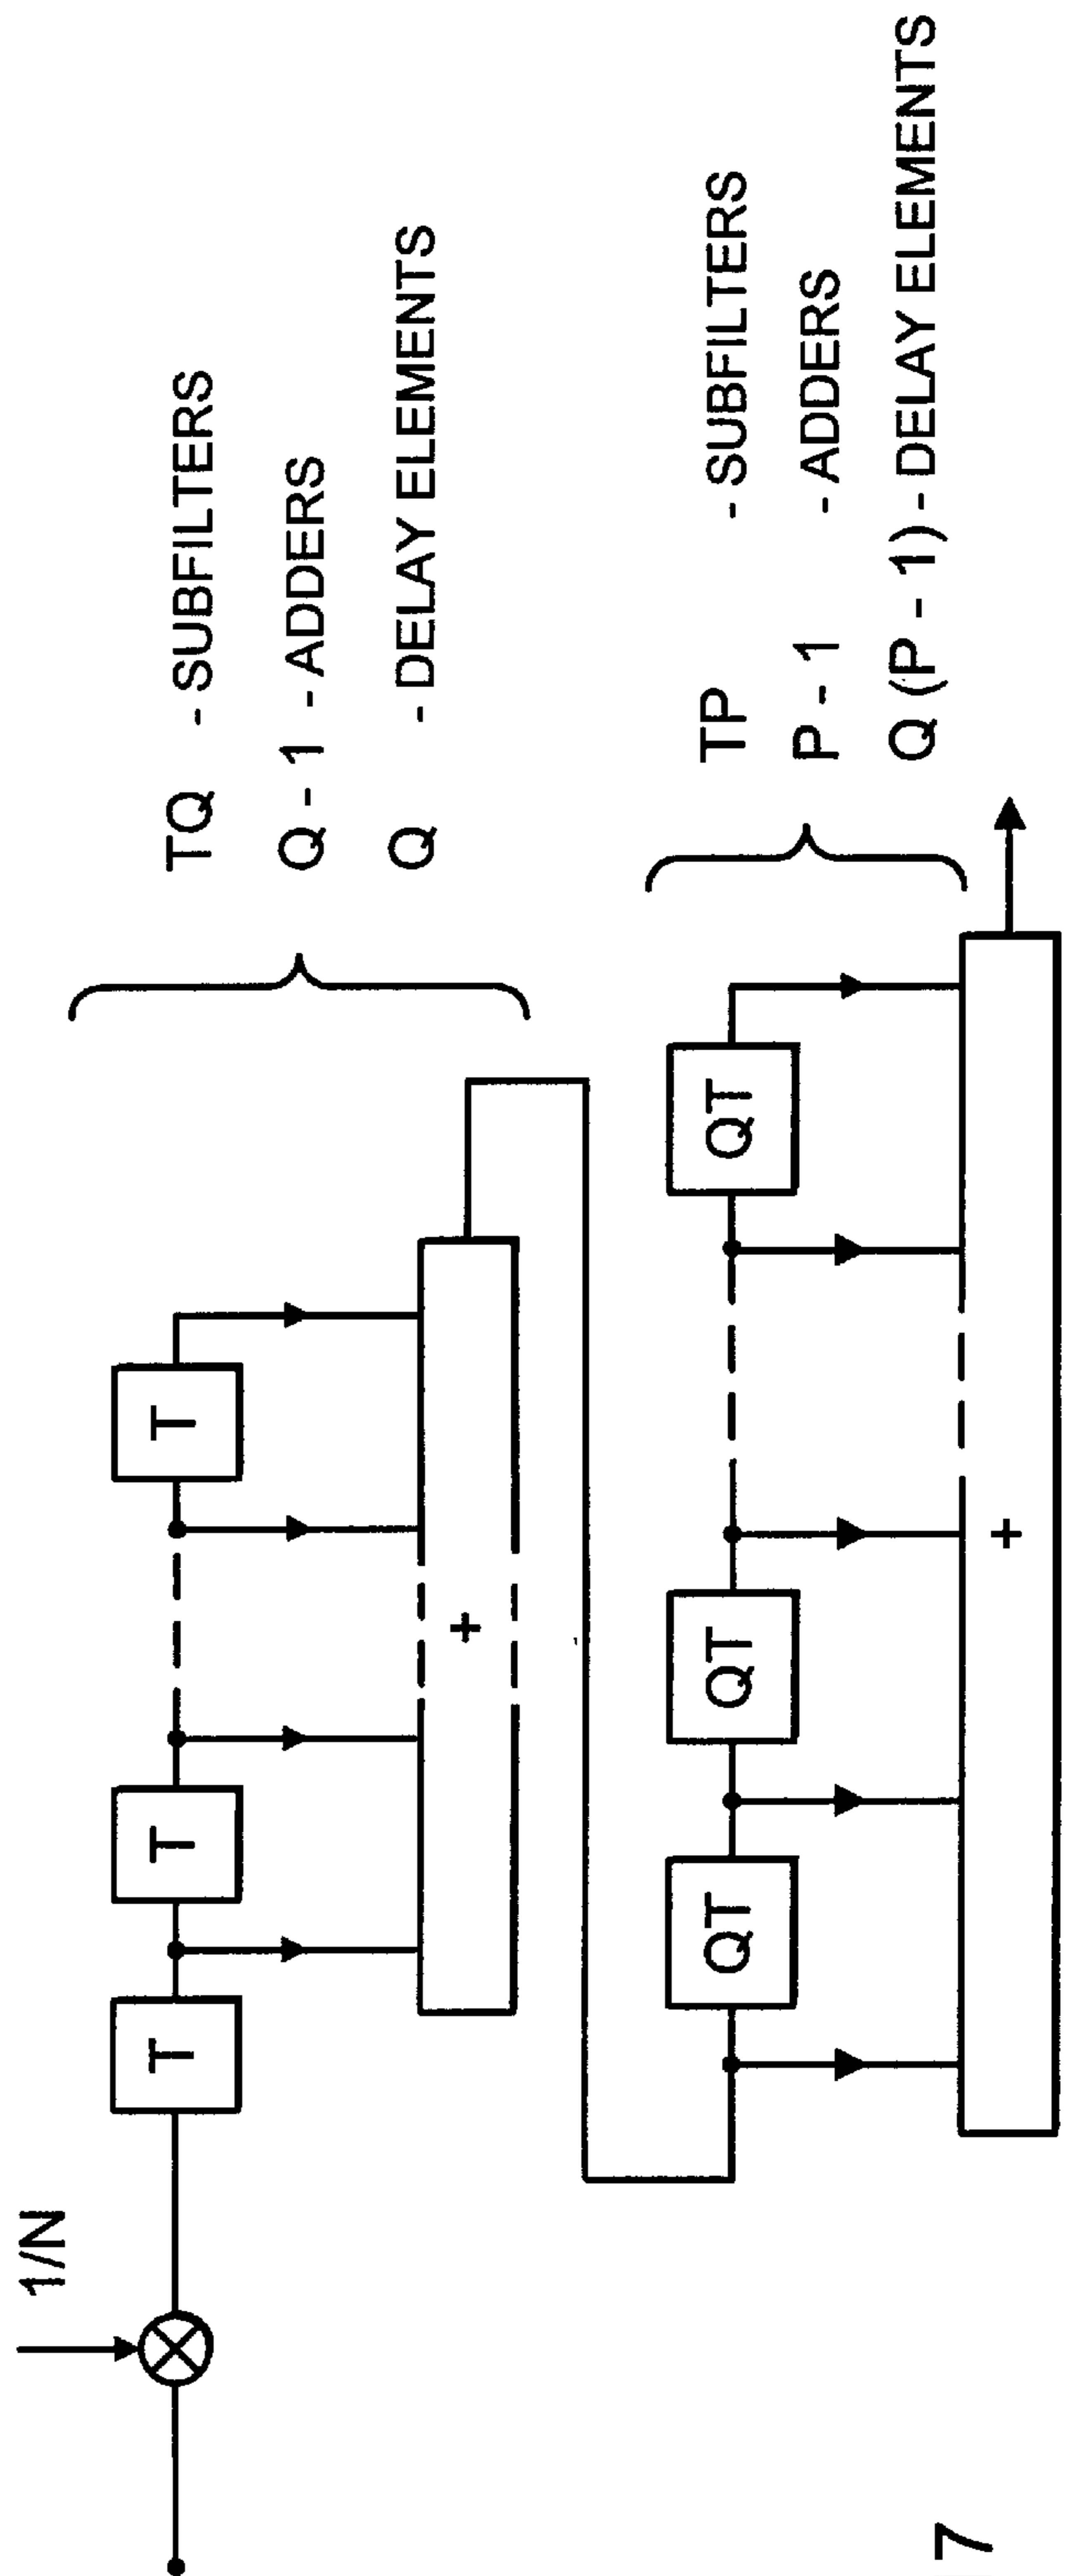 1/N
T
T
T
+
TQ - SUBFILTERS
Q - 1 - ADDERS
Q - DELAY ELEMENTS
QT
QT
QT
+
TP - SUBFILTERS
P - 1 - ADDERS
Q (P - 1) - DELAY ELEMENTS
7